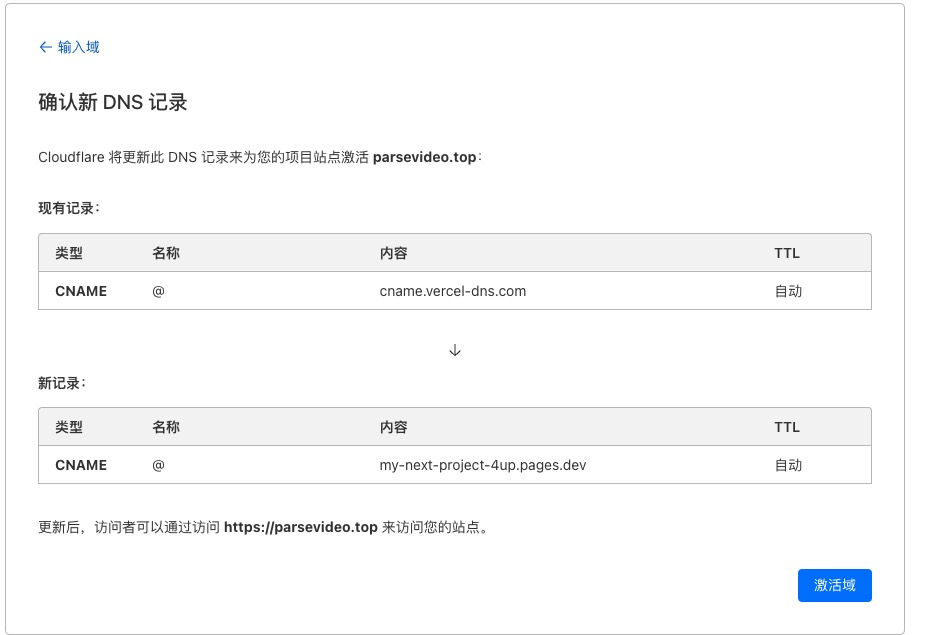 ← 输入域
确认新 DNS 记录
Cloudflare 将更新此 DNS 记录来为您的项目站点激活 parsevideo.top：
现有记录：
类型 名称 内容 TTL
CNAME @ cname.vercel-dns.com 自动
↓
新记录：
类型 名称 内容 TTL
CNAME @ my-next-project-4up.pages.dev 自动
更新后，访问者可以通过访问 https://parsevideo.top 来访问您的站点。
激活域